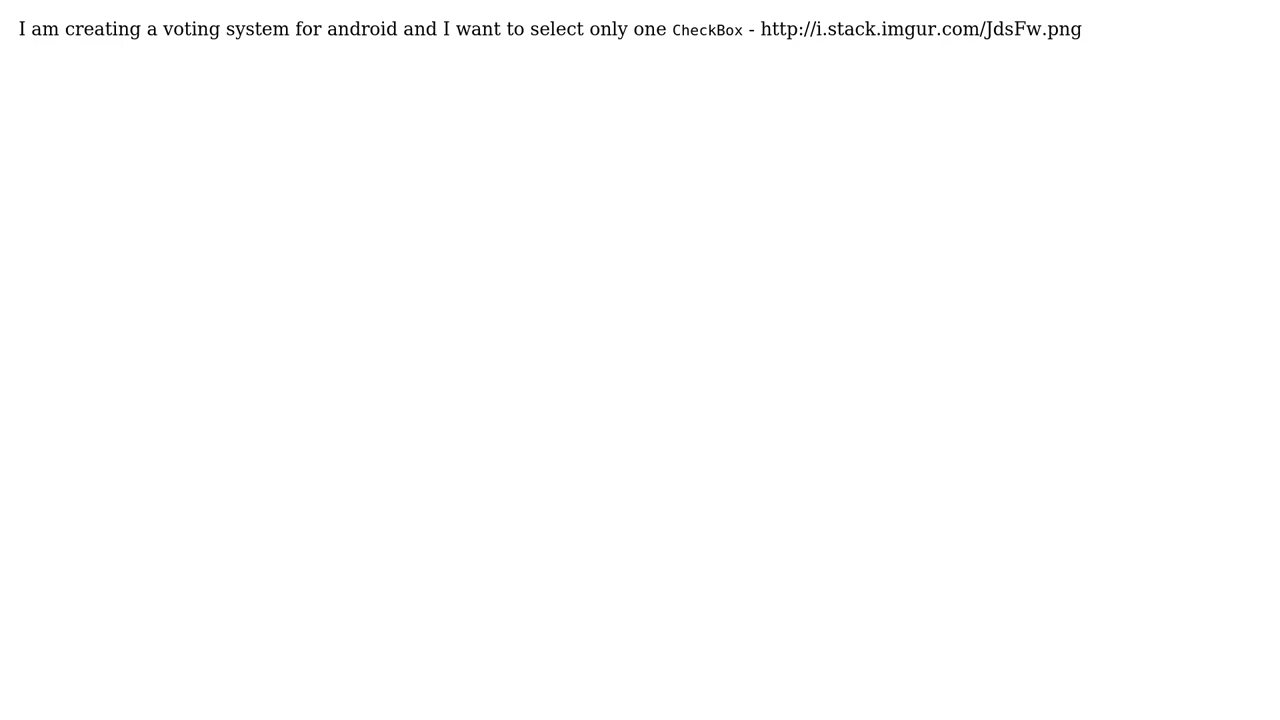 I am creating a voting system for android and I want to select only one CheckBox - http://i.stack.imgur.com/JdsFw.png